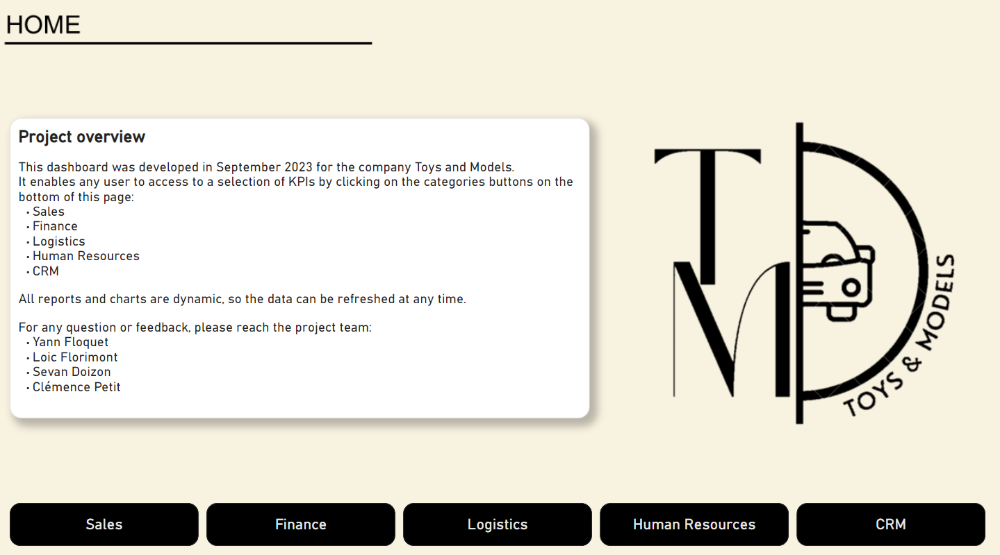 HOME
Project overview
This dashboard was developed in September 2023 for the company Toys and Models.
It enables any user to access to a selection of KPIs by clicking on the categories buttons on the
bottom of this page:
• Sales
• Finance
• Logistics
• Human Resources
• CRM
All reports and charts are dynamic, so the data can be refreshed at any time.
For any question or feedback, please reach the project team:
• Yann Floquet
• Loic Florimont
• Sevan Doizon
• Clémence Petit
T
M
TOYS & MODELS
Sales
Finance
Logistics
Human Resources
CRM